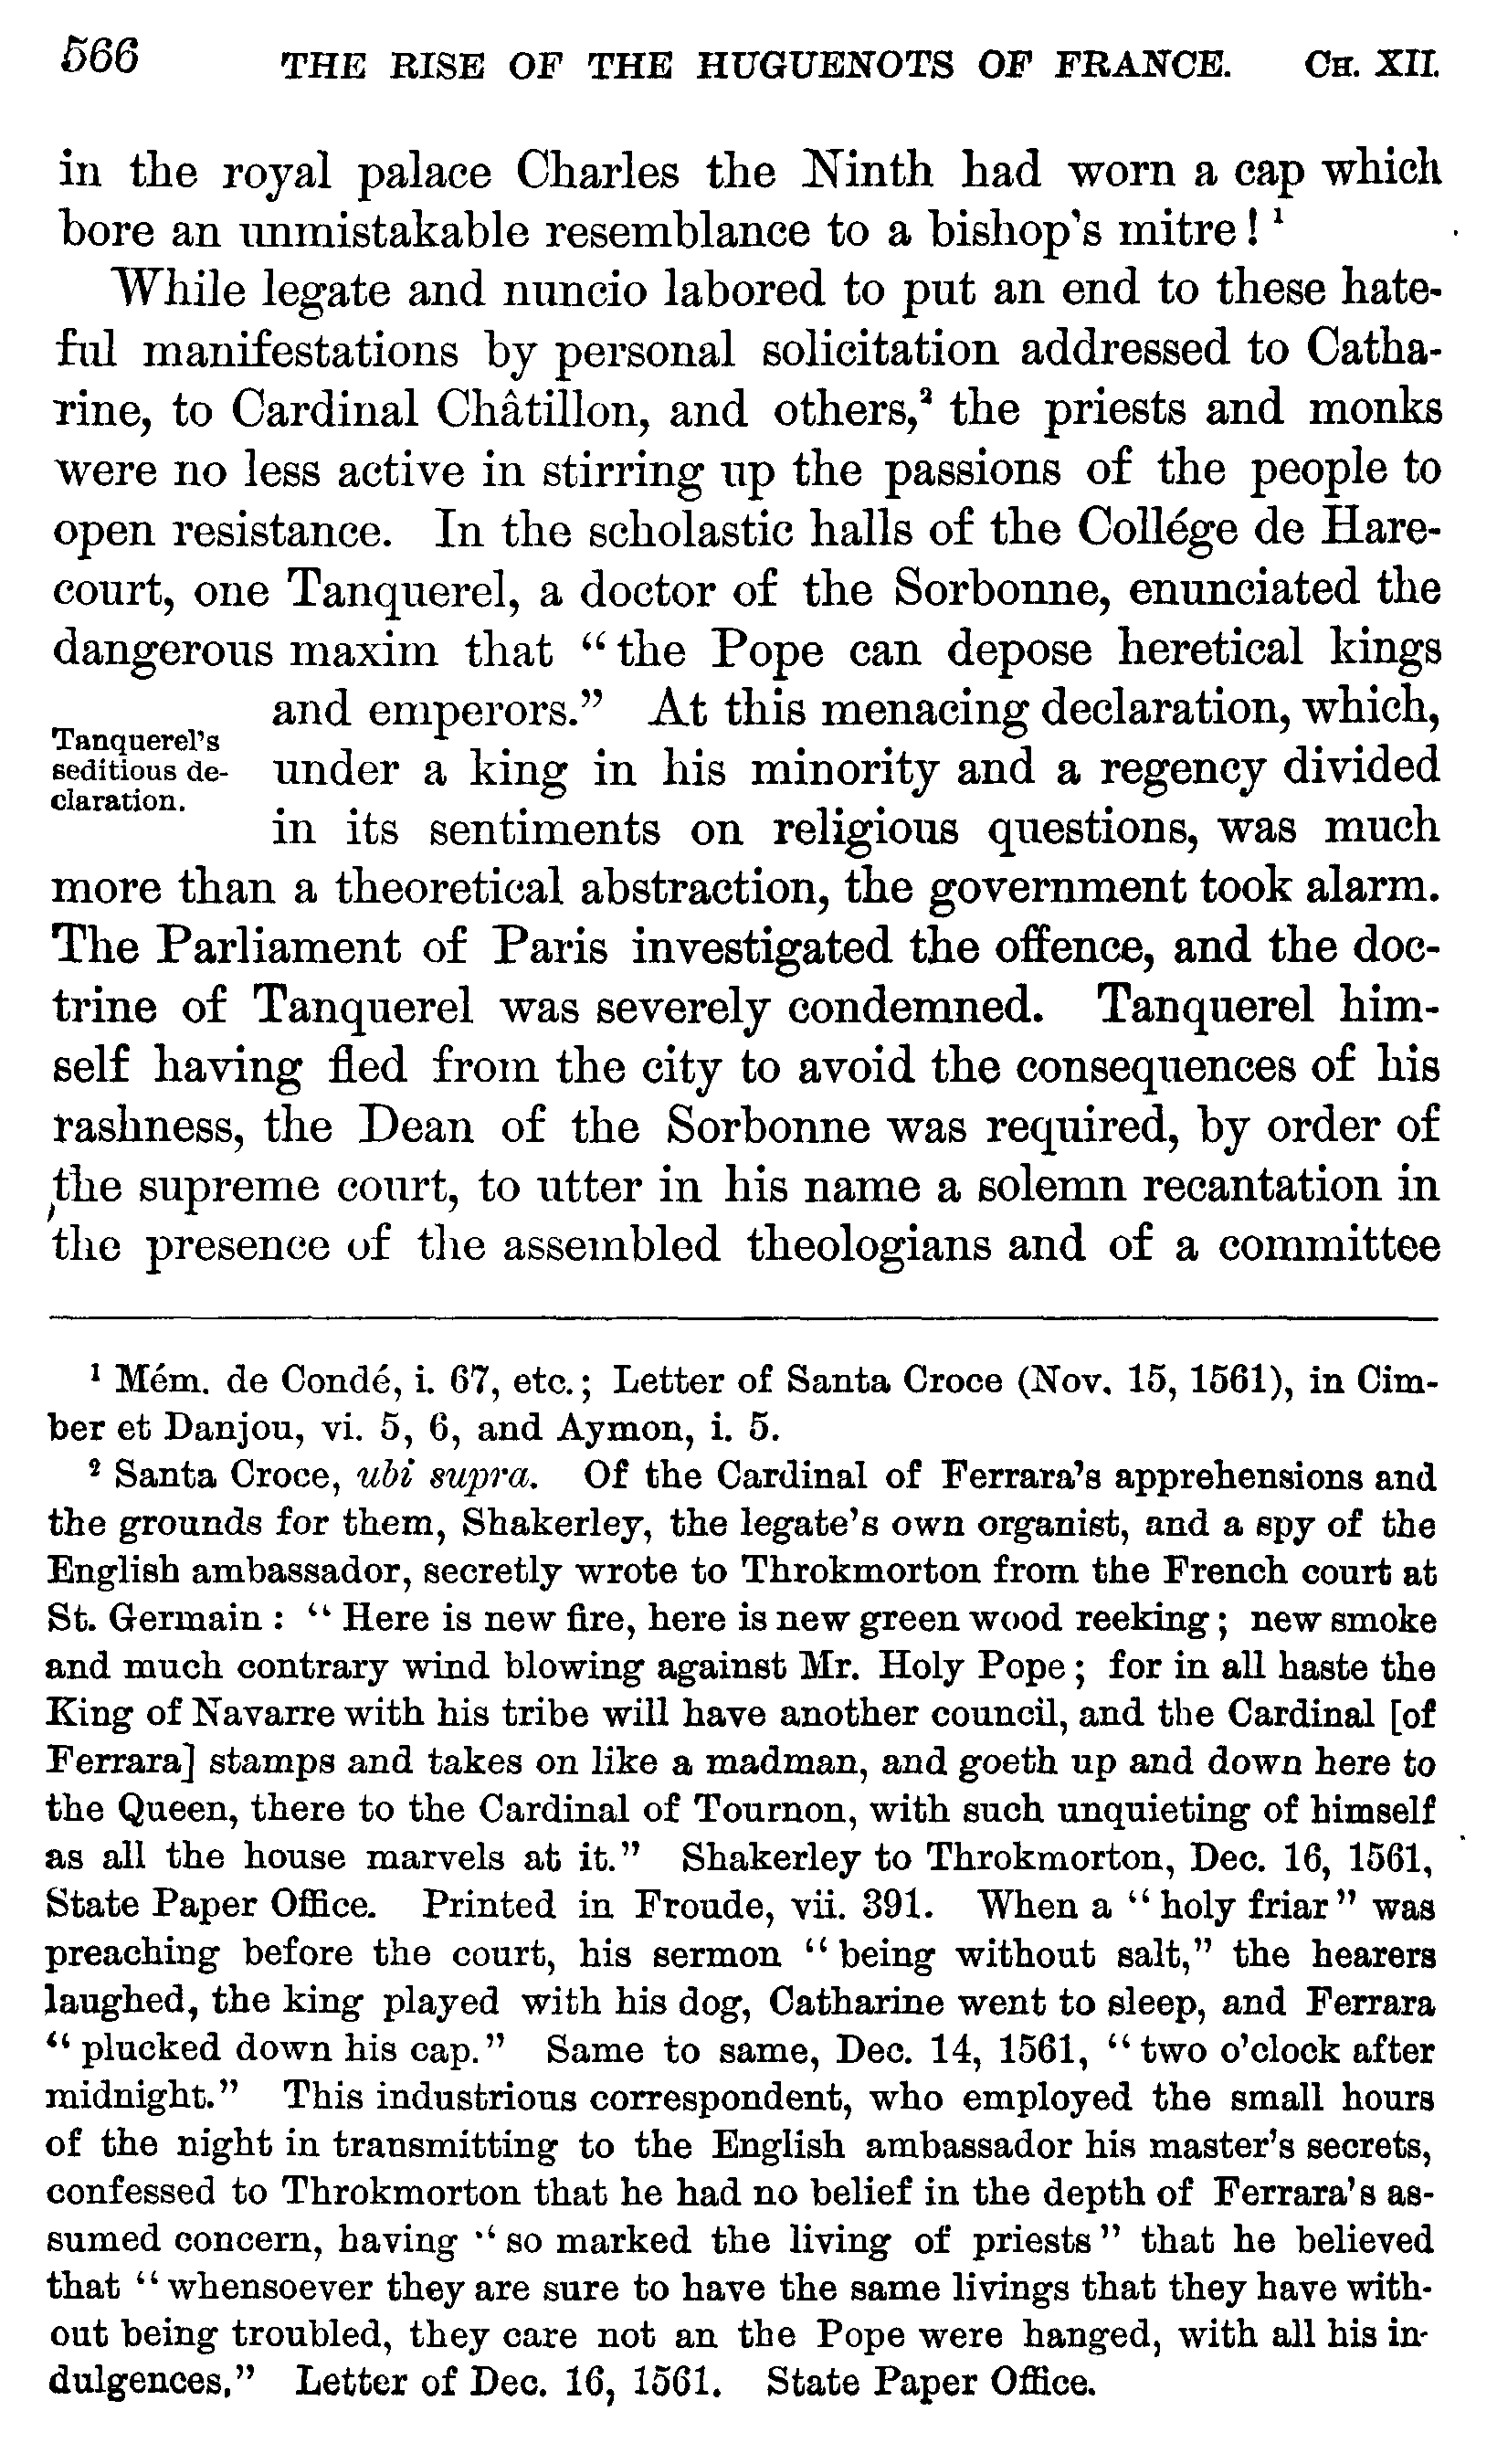 566 THE RISE OF THE HUGUENOTS OF FRANCE. CH. XII.
in the royal palace Charles the Ninth had worn a cap which
bore an unmistakable resemblance to a bishop's mitre! ¹
While legate and nuncio labored to put an end to these hate-
ful manifestations by personal solicitation addressed to Catha-
rine, to Cardinal Châtillon, and others,² the priests and monks
were no less active in stirring up the passions of the people to
open resistance. In the scholastic halls of the Collége de Hare-
court, one Tanquerel, a doctor of the Sorbonne, enunciated the
dangerous maxim that “the Pope can depose heretical kings
and emperors.” At this menacing declaration, which,
Tanquerel's
seditious de-
claration.
under a king in his minority and a regency divided
in its sentiments on religious questions, was much
more than a theoretical abstraction, the government took alarm.
The Parliament of Paris investigated the offence, and the doc-
trine of Tanquerel was severely condemned. Tanquerel him-
self having fled from the city to avoid the consequences of his
rashness, the Dean of the Sorbonne was required, by order of
the supreme court, to utter in his name a solemn recantation in
the presence of the assembled theologians and of a committee
¹ Mém. de Condé, i. 67, etc.; Letter of Santa Croce (Nov. 15, 1561), in Cim-
ber et Danjou, vi. 5, 6, and Aymon, i. 5.
² Santa Croce, ubi supra. Of the Cardinal of Ferrara's apprehensions and
the grounds for them, Shakerley, the legate's own organist, and a spy of the
English ambassador, secretly wrote to Throkmorton from the French court at
St. Germain: “Here is new fire, here is new green wood reeking; new smoke
and much contrary wind blowing against Mr. Holy Pope; for in all haste the
King of Navarre with his tribe will have another council, and the Cardinal [of
Ferrara] stamps and takes on like a madman, and goeth up and down here to
the Queen, there to the Cardinal of Tournon, with such unquieting of himself
as all the house marvels at it.” Shakerley to Throkmorton, Dec. 16, 1561,
State Paper Office. Printed in Froude, vii. 391. When a “holy friar” was
preaching before the court, his sermon “being without salt,” the hearers
laughed, the king played with his dog, Catharine went to sleep, and Ferrara
“plucked down his cap.” Same to same, Dec. 14, 1561, “two o'clock after
midnight.” This industrious correspondent, who employed the small hours
of the night in transmitting to the English ambassador his master's secrets,
confessed to Throkmorton that he had no belief in the depth of Ferrara's as-
sumed concern, having “so marked the living of priests” that he believed
that “whensoever they are sure to have the same livings that they have with-
out being troubled, they care not an the Pope were hanged, with all his in-
dulgences.” Letter of Dec. 16, 1561. State Paper Office.